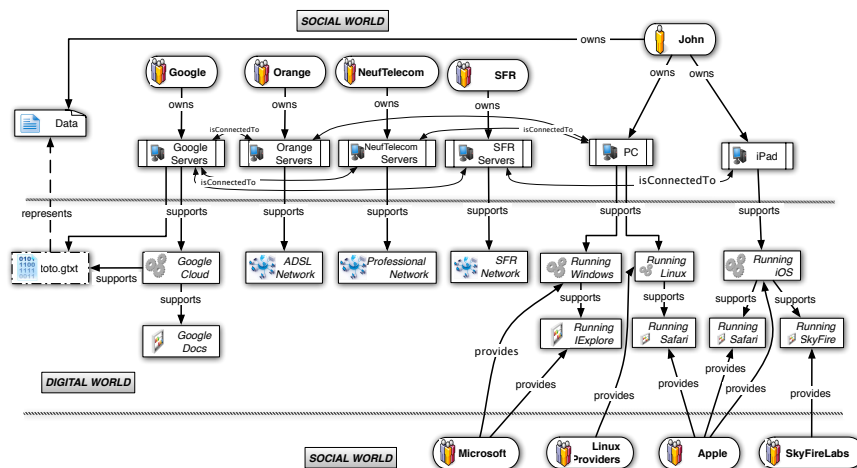 SOCIAL WORLD
John
owns
Google
Orange
NeufTelecom
SFR
owns
owns
owns
owns
owns
owns
Data
isConnectedTo
isConnectedTo
Google
Servers
Orange
Servers
NeufTelecom
Servers
SFR
Servers
PC
iPad
isConnectedTo
isConnectedTo
represents
supports
supports
supports
supports
supports
supports
toto.gtxt
supports
Google
Cloud
ADSL
Network
Professional
Network
SFR
Network
Running
Windows
Running
Linux
Running
iOS
supports
supports
supports
supports
supports
Google
Docs
Running
IExplore
Running
Safari
Running
Safari
Running
SkyFire
provides
provides
provides
provides
provides
provides
provides
DIGITAL WORLD
SOCIAL WORLD
Microsoft
Linux
Providers
Apple
SkyFireLabs